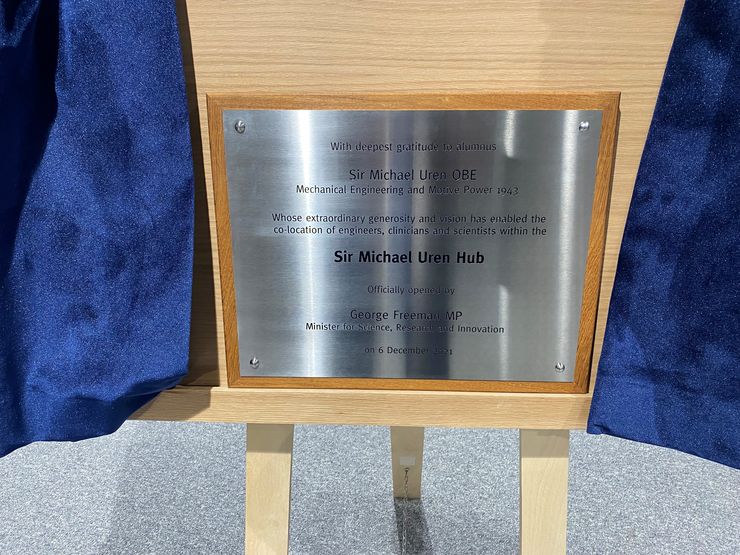 With deepest gratitude to alumnus
Sir Michael Uren OBE
Mechanical Engineering and Motive Power 1943
Whose extraordinary generosity and vision has enabled the
co-location of engineers, clinicians and scientists within the
Sir Michael Uren Hub
Officially opened by
George Freeman MP
Minister for Science, Research and Innovation
on 6 December 2021